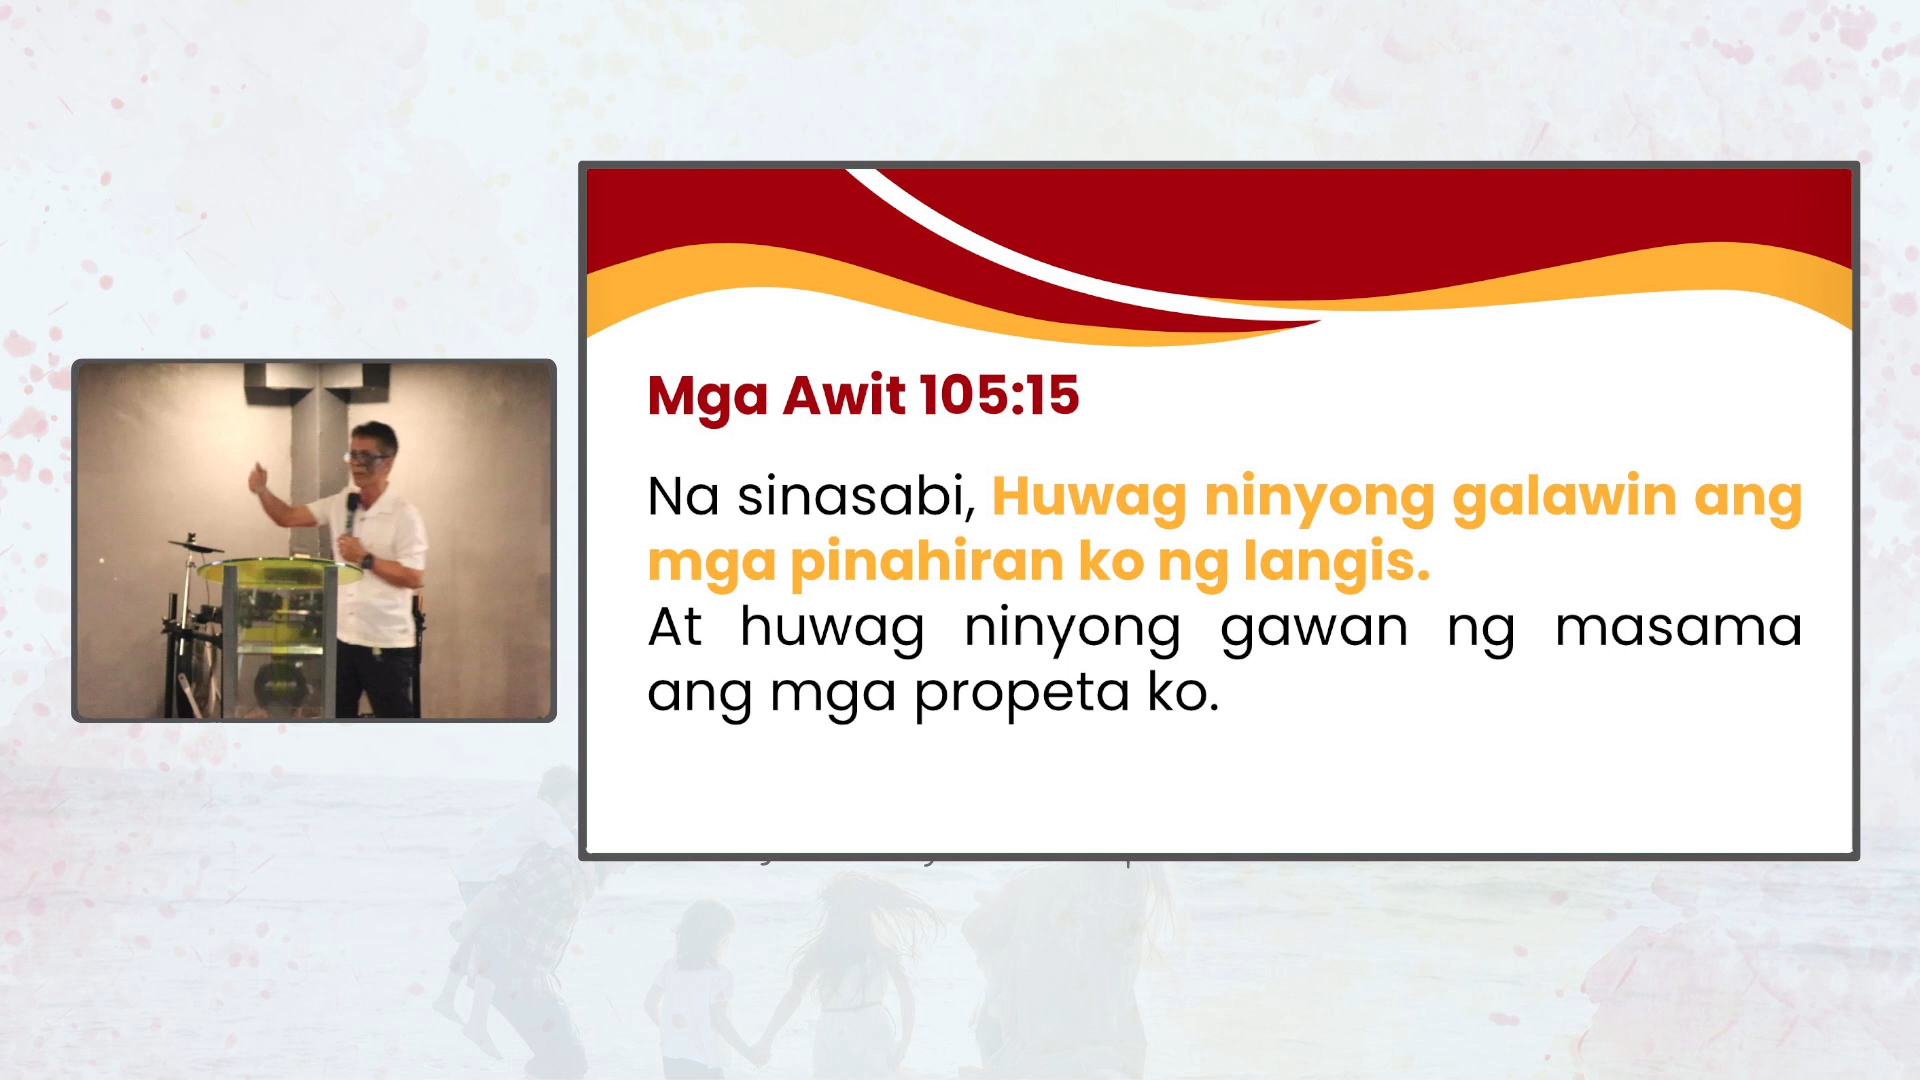 Mga Awit 105:15
Na sinasabi, Huwag ninyong galawin ang
mga pinahiran ko ng langis.
At huwag ninyong gawan ng masama
ang mga propeta ko.